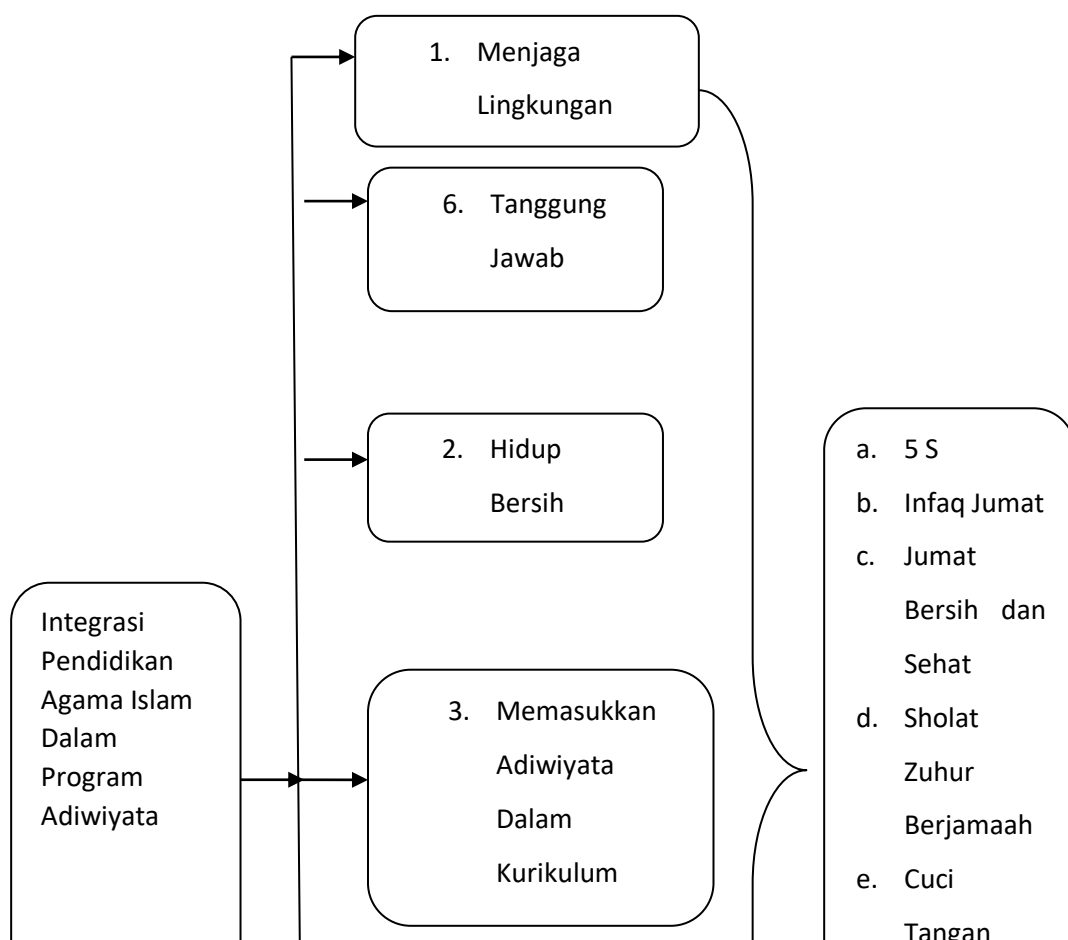 1. Menjaga
Lingkungan
6. Tanggung
Jawab
2. Hidup
Bersih
Integrasi
Pendidikan
Agama Islam
Dalam
Program
Adiwiyata
3. Memasukkan
Adiwiyata
Dalam
Kurikulum
a. 5 S
b. Infaq Jumat
c. Jumat
Bersih dan
Sehat
d. Sholat
Zuhur
Berjamaah
e. Cuci
Tangan